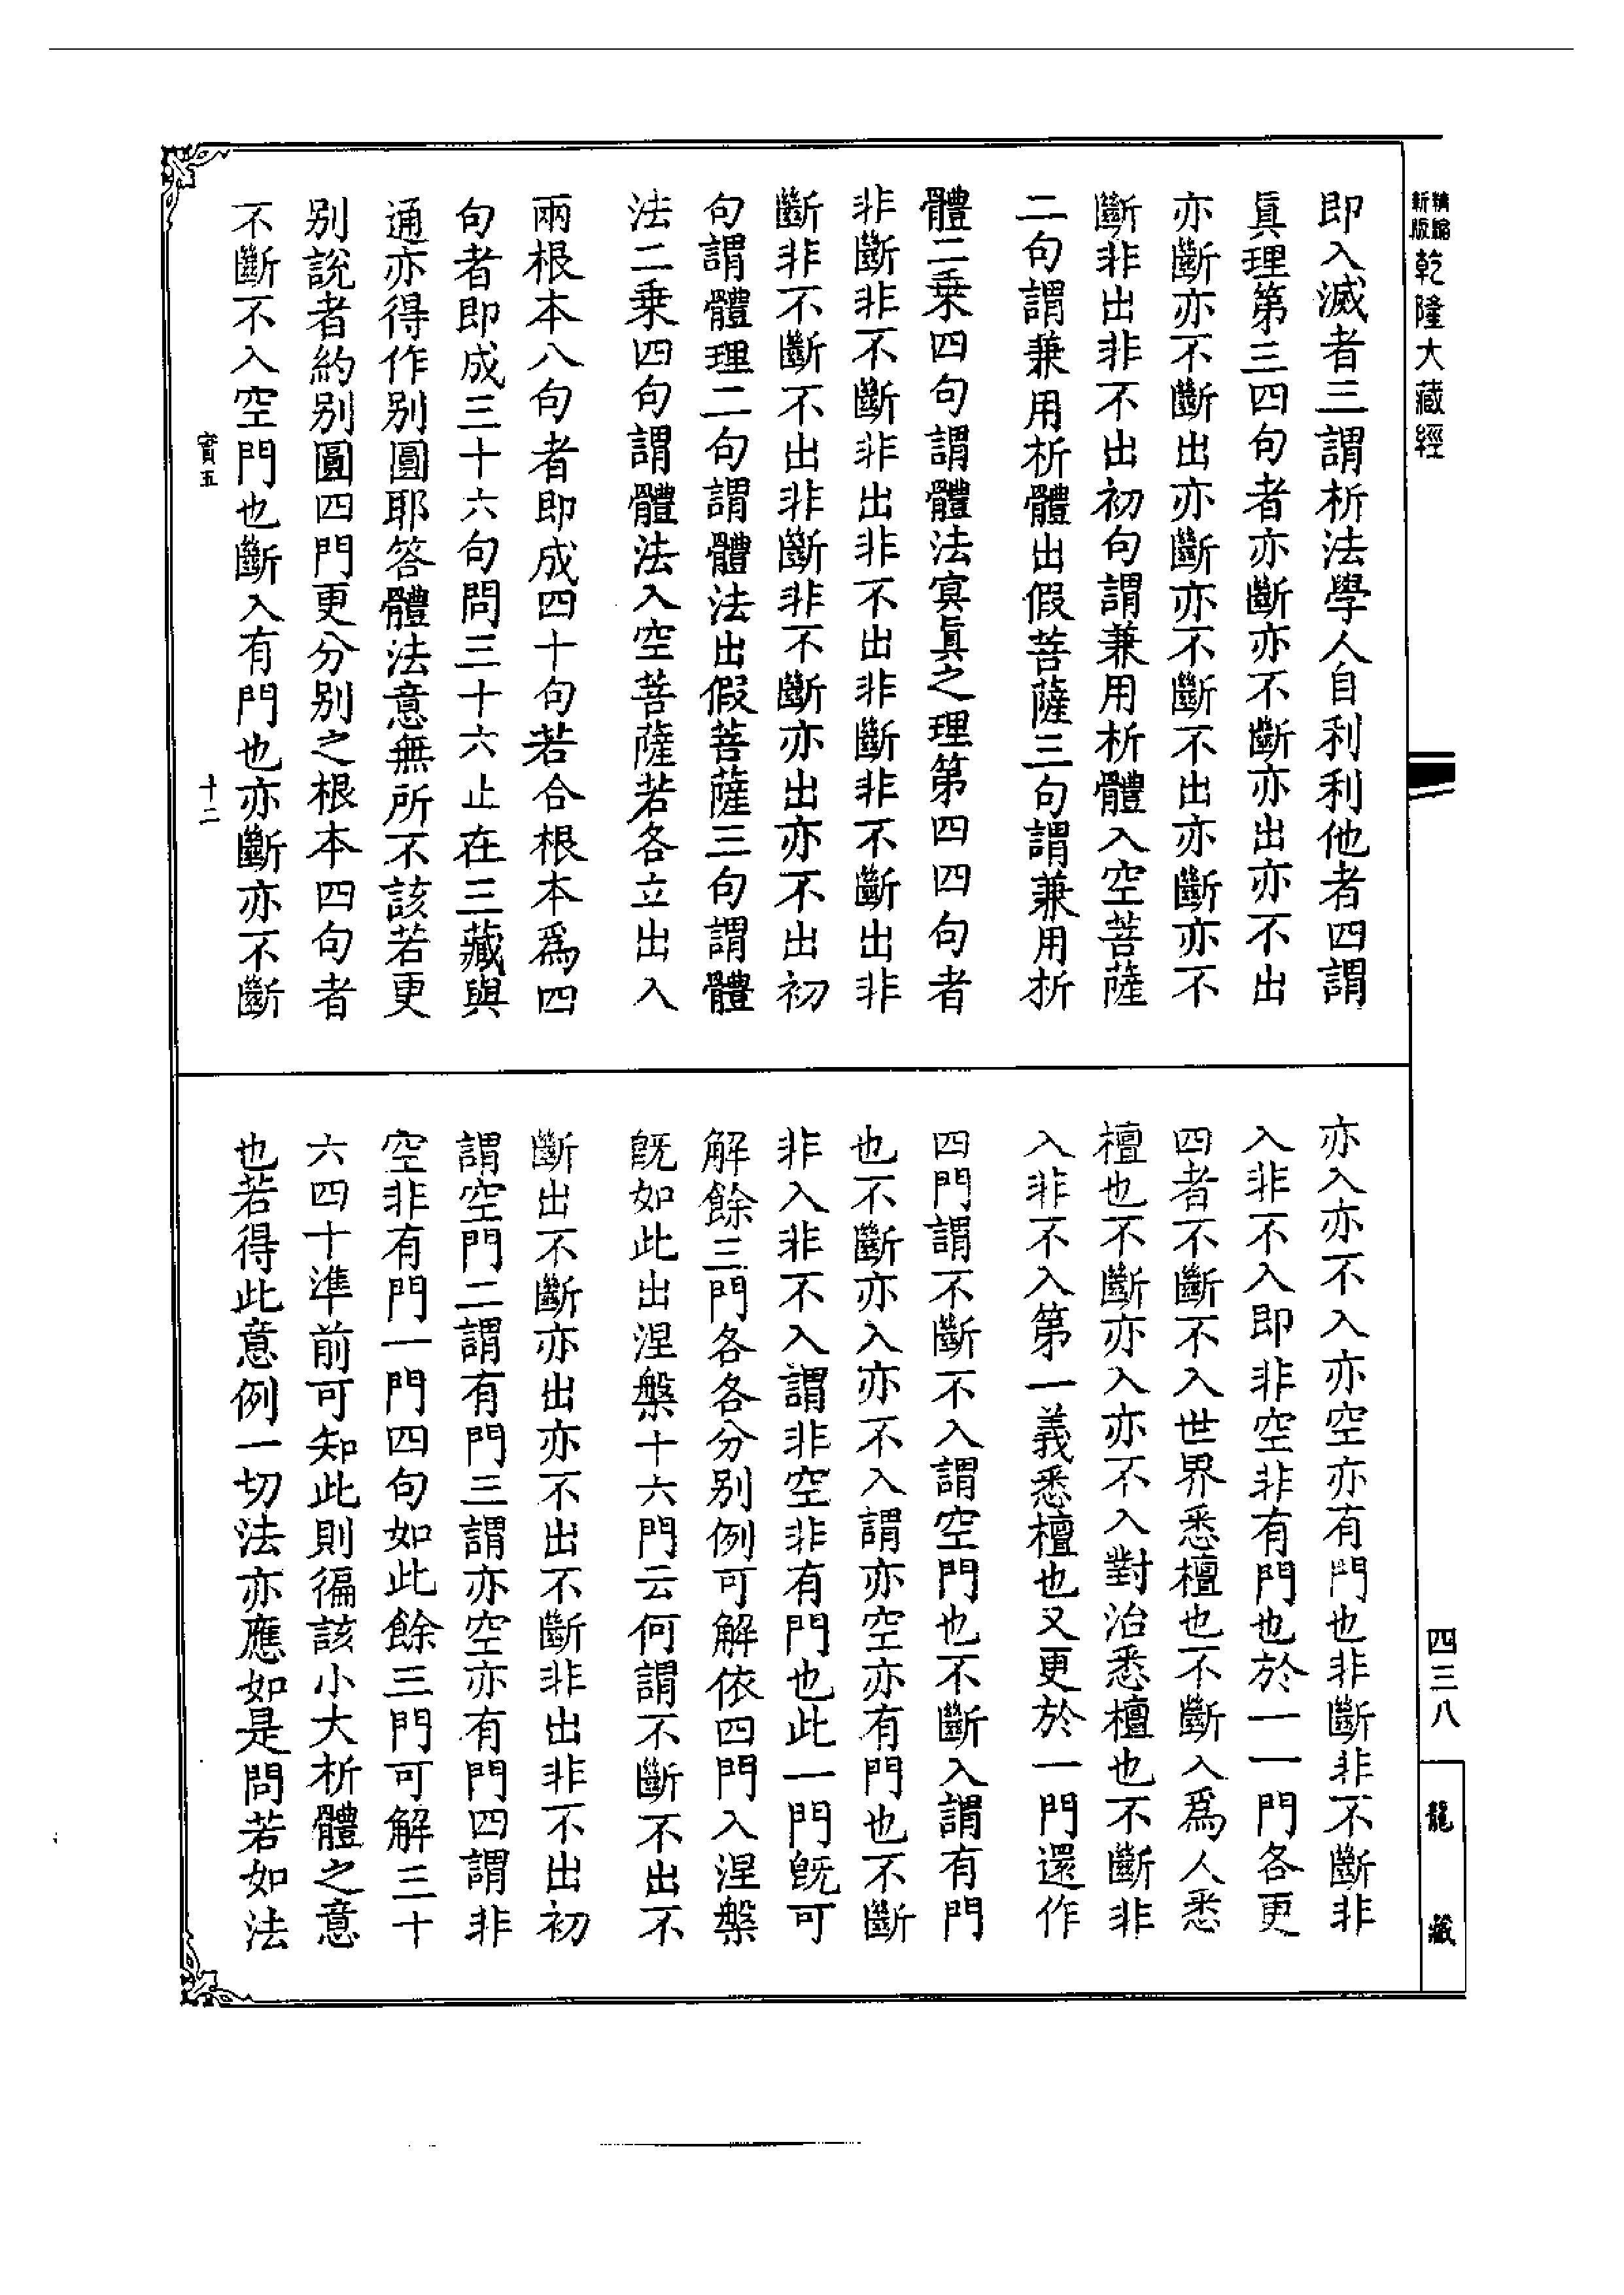 精縮新版乾隆大藏經
即入滅者三謂析法學人自利利他者四謂
眞理第三四句者亦斷亦不斷亦出亦不出
亦斷亦不斷出亦斷亦不斷不出亦斷亦不
斷非出非不出初句謂兼用析體入空菩薩
二句謂兼用析體出假菩薩三句謂兼用析
體二乗四句謂體法寘眞之理第四四句者
非斷非不斷非出非不出非斷非不斷出非
斷非不斷不出非斷非不斷亦出亦不出初
句謂體理二句謂體法出假菩薩三句謂體
法二乗四句謂體法入空菩薩若各立出入
兩根本八句者即成四十句若合根本爲四
句者即成三十六句問三十六止在三藏與
通亦得作別圓耶答體法意無所不該若更
別說者約別圓四門更分別之根本四句者
不斷不入空門也斷入有門也亦斷亦不斷
實五
十二
亦入亦不入亦空亦有門也非斷非不斷非
入非不入即非空非有門也於一一門各更
四者不斷不入世界悉檀也不斷入爲人悉
檀也不斷亦入亦不入對治悉檀也不斷非
入非不入第一義悉檀也又更於一門還作
四門謂不斷不入謂空門也不斷入謂有門
也不斷亦入亦不入謂亦空亦有門也不斷
非入非不入謂非空非有門也此一門旣可
解餘三門各各分別例可解依四門入涅槃
旣如此出涅槃十六門云何謂不斷不出不
斷出不斷亦出亦不出不斷非出非不出初
謂空門二謂有門三謂亦空亦有門四謂非
空非有門一門四句如此餘三門可解三十
六四十準前可知此則徧該小大析體之意
也若得此意例一切法亦應如是問若如法
四三八
龍藏